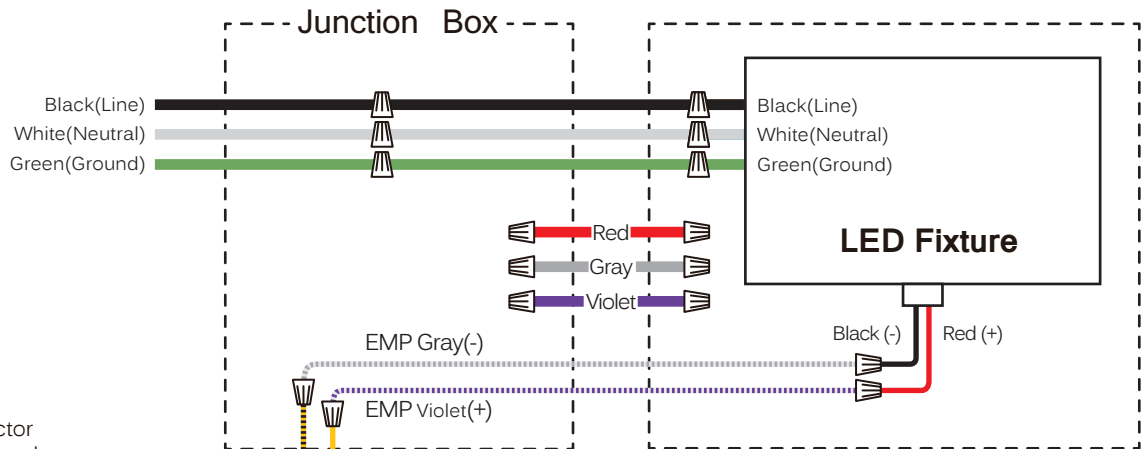 Junction Box
Black(Line)
White(Neutral)
Green(Ground)
Black(Line)
White(Neutral)
Green(Ground)
LED Fixture
Red
Gray
Violet
Black (-)
Red (+)
EMP Gray(-)
EMP Violet(+)
ctor